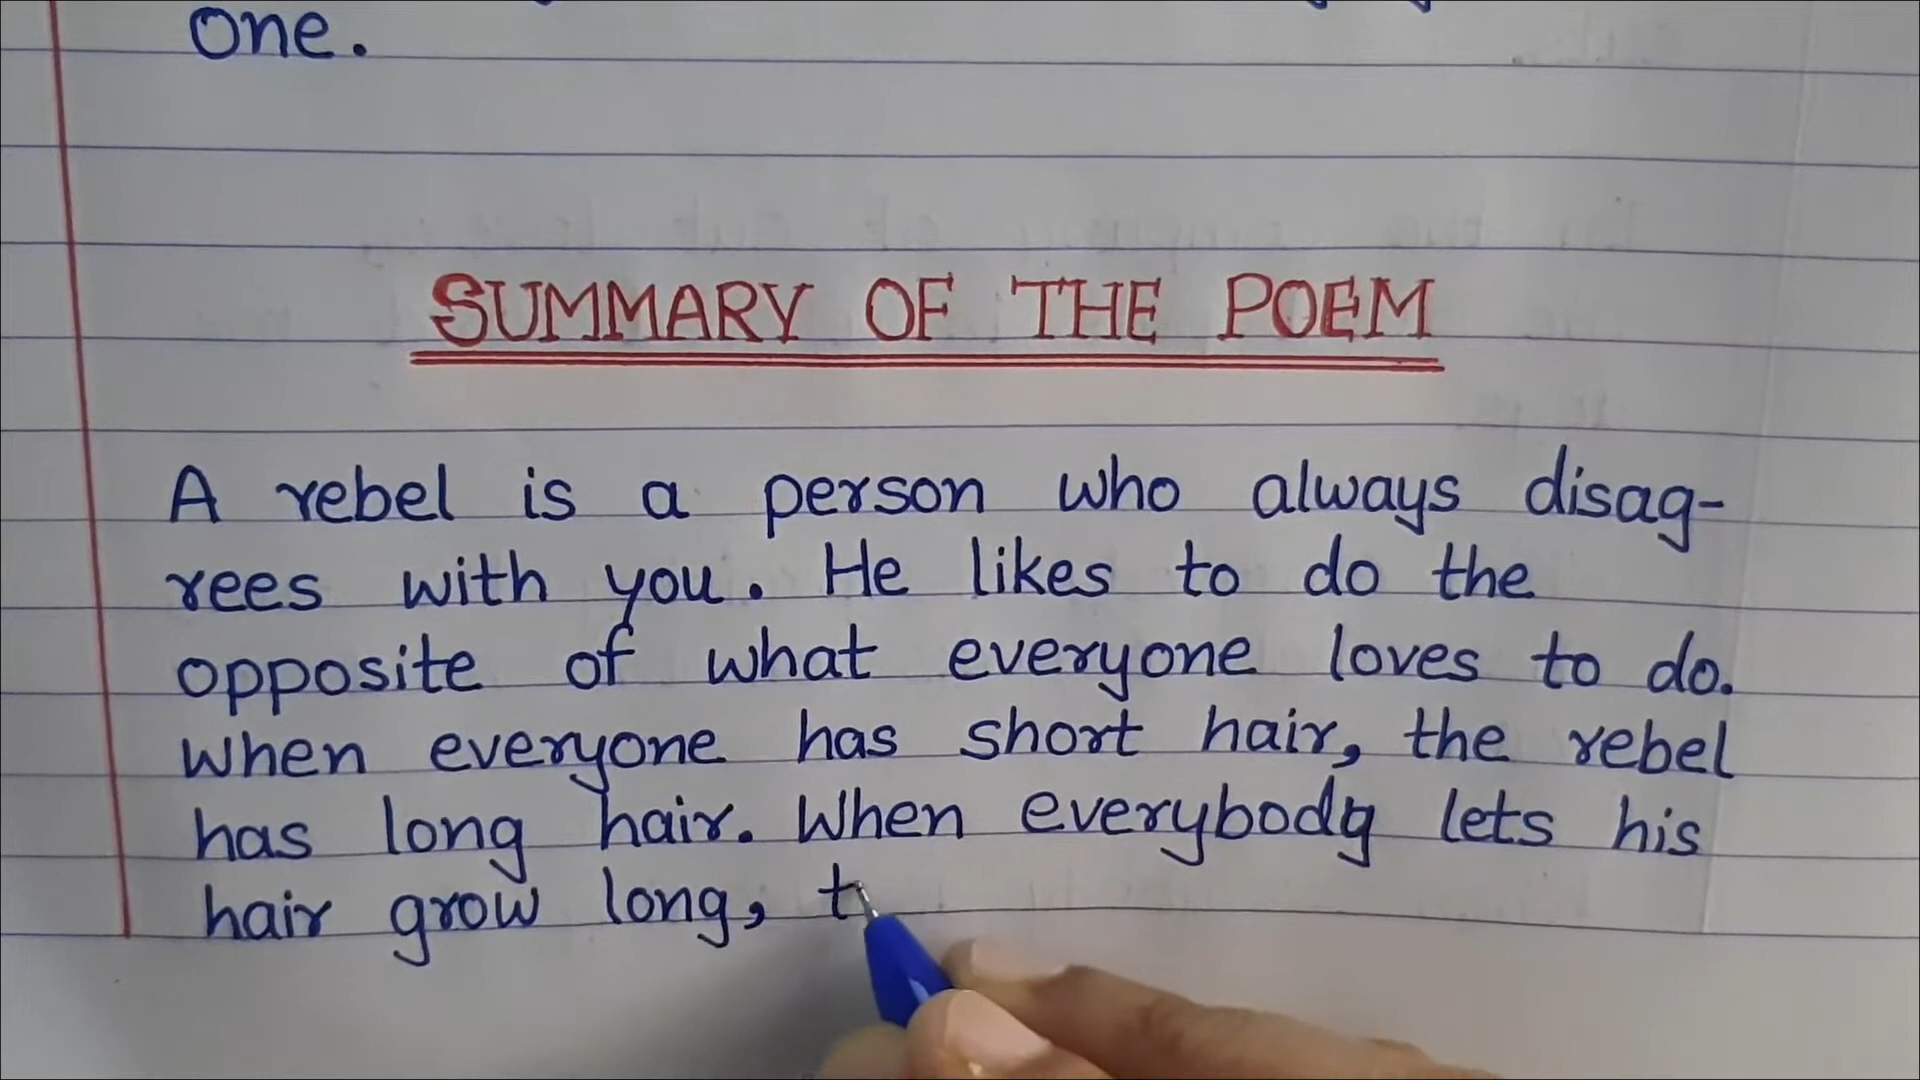 one.
SUMMARY OF THE POEM
A rebel is a person who always disag-
rees with you. He likes to do the
opposite of what everyone loves to do.
When everyone has short hair, the rebel
has long hair. When everybody lets his
hair grow long, t